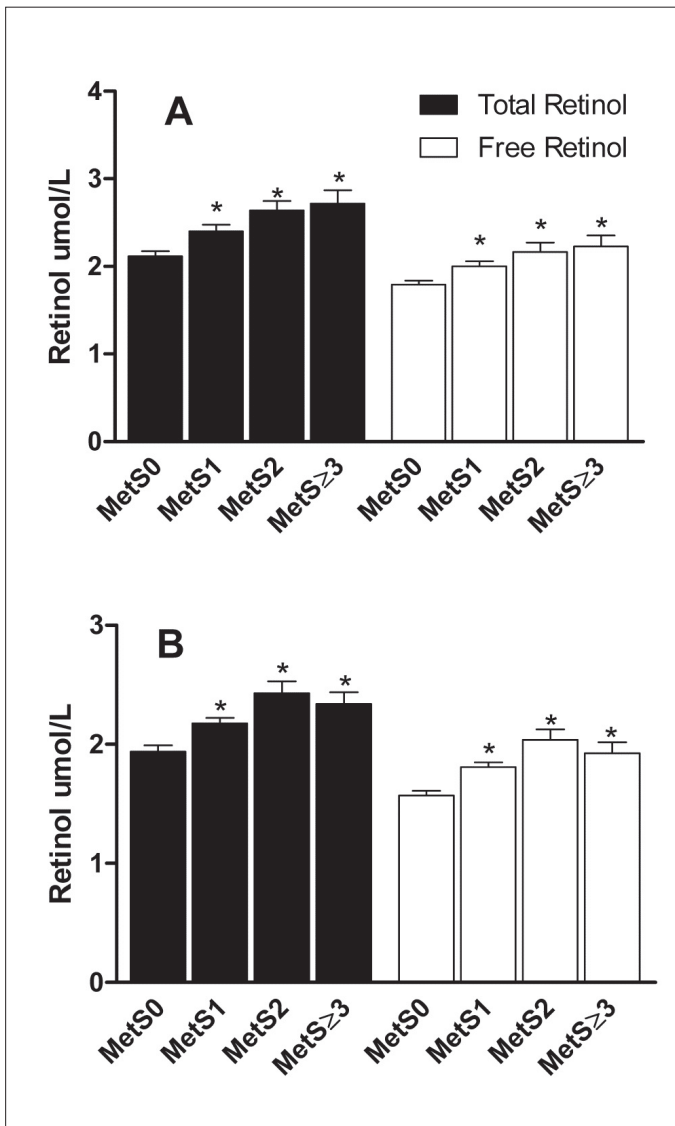 A
Total Retinol
Free Retinol
Retinol umol/L
4
3
2
1
0
* * * * * *
MetS0 MetS1 MetS2 MetS≥3 MetS0 MetS1 MetS2 MetS≥3
B
Retinol umol/L
3
2
1
0
* * * * * *
MetS0 MetS1 MetS2 MetS≥3 MetS0 MetS1 MetS2 MetS≥3